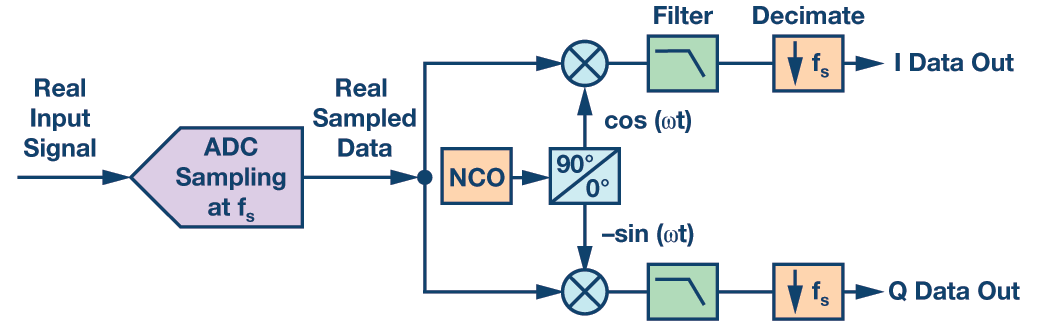 Filter
Decimate
Real
Input
Signal
Real
Sampled
Data
ADC
Sampling
at fs
NCO
90°
0°
cos (ωt)
–sin (ωt)
fs
I Data Out
fs
Q Data Out